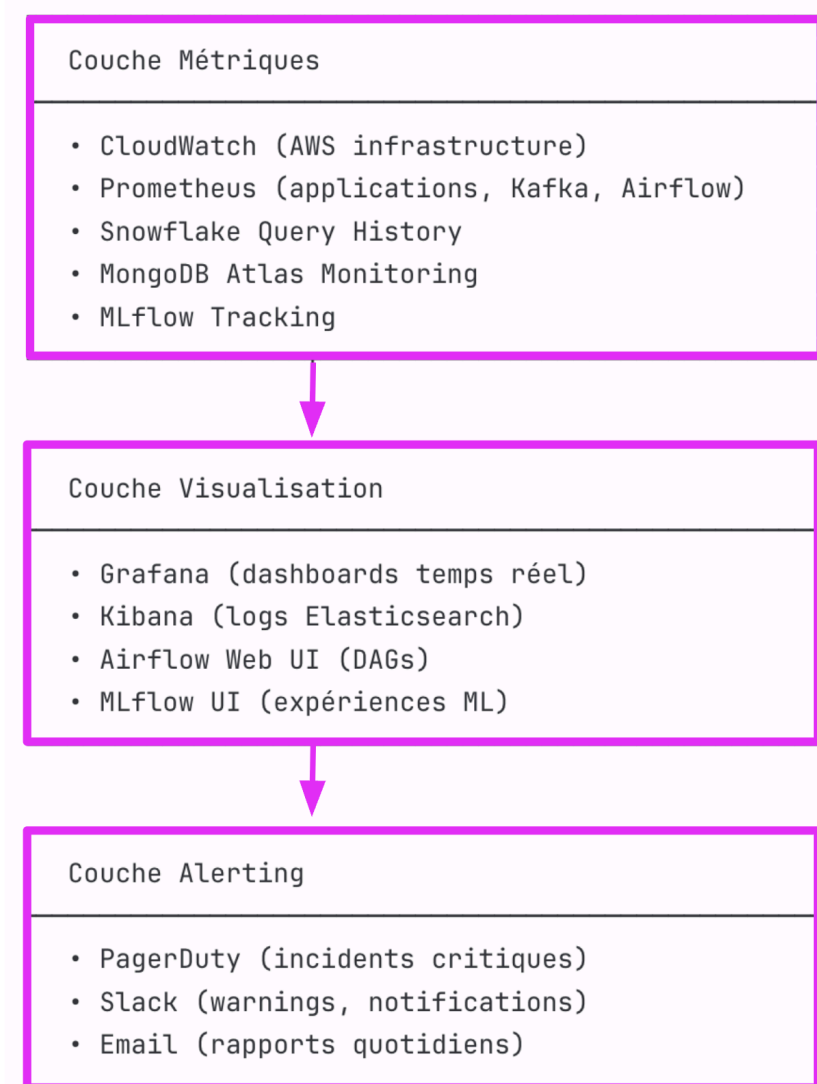 Couche Métriques
• CloudWatch (AWS infrastructure)
• Prometheus (applications, Kafka, Airflow)
• Snowflake Query History
• MongoDB Atlas Monitoring
• MLflow Tracking
Couche Visualisation
• Grafana (dashboards temps réel)
• Kibana (logs Elasticsearch)
• Airflow Web UI (DAGs)
• MLflow UI (expériences ML)
Couche Alerting
• PagerDuty (incidents critiques)
• Slack (warnings, notifications)
• Email (rapports quotidiens)